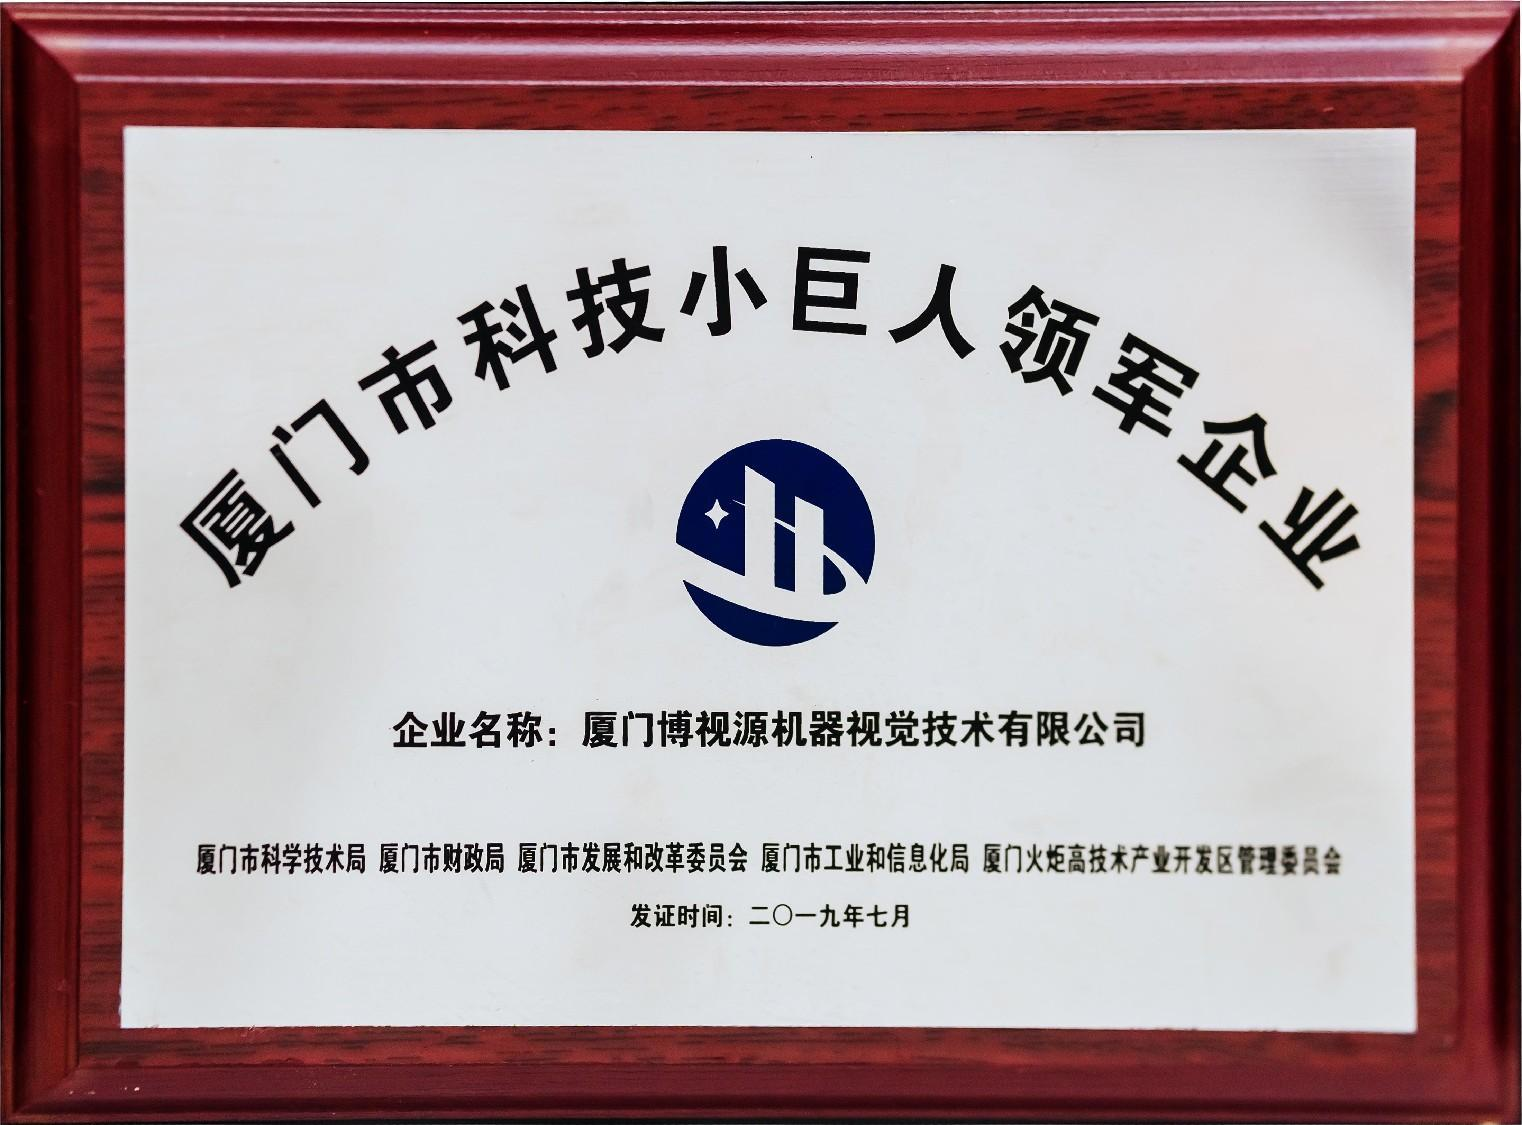 厦门市科技小巨人领军企业
企业名称：厦门博视源机器视觉技术有限公司
厦门市科学技术局 厦门市财政局 厦门市发展和改革委员会 厦门市工业和信息化局 厦门火炬高技术产业开发区管理委员会
发证时间：二〇一九年七月